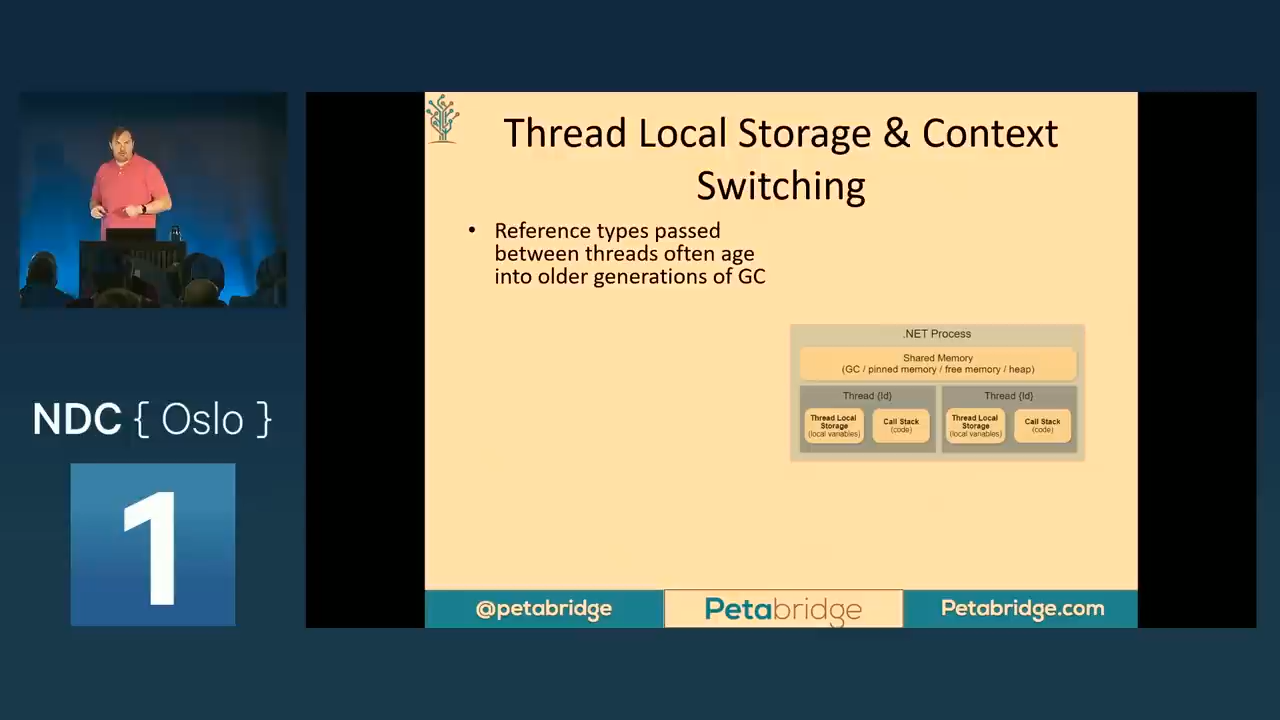 Thread Local Storage & Context
Switching
• Reference types passed
between threads often age
into older generations of GC
.NET Process
Shared Memory
(GC / pinned memory / free memory / heap)
Thread {Id}
Thread Local
Storage
(local variables)
Call Stack
(code)
Thread {Id}
Thread Local
Storage
(local variables)
Call Stack
(code)
NDC { Oslo }
1
@petabridge
Petabridge
Petabridge.com